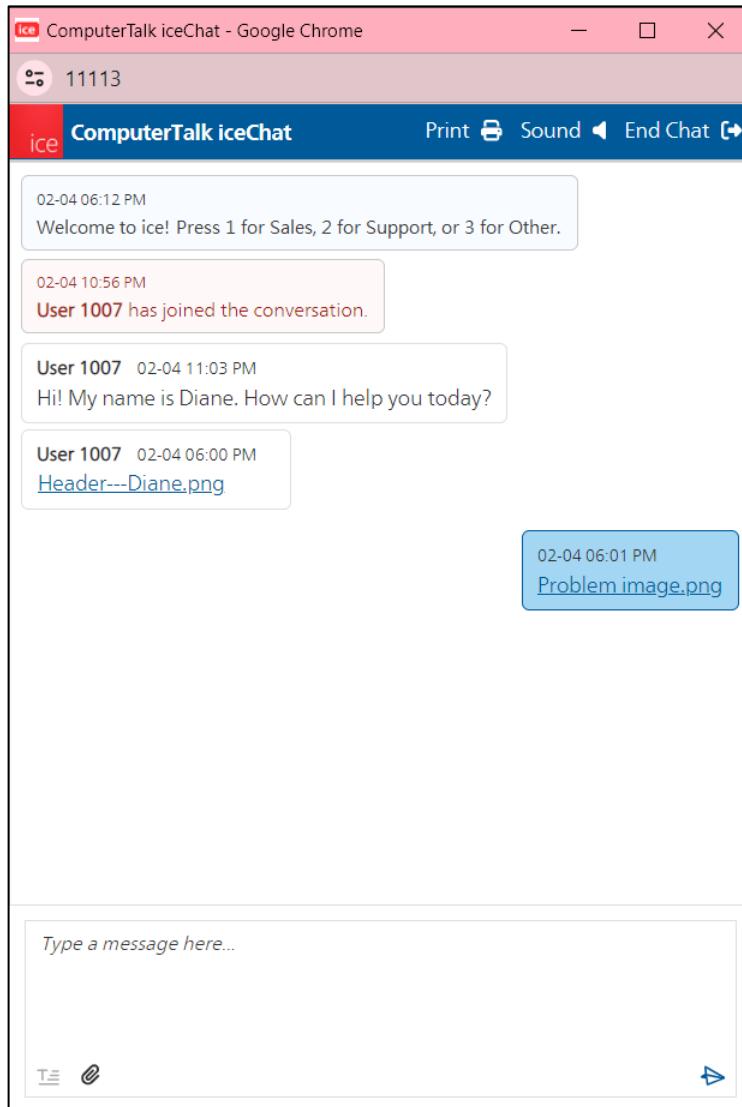 ice ComputerTalk iceChat - Google Chrome
11113
ice ComputerTalk iceChat Print Sound End Chat
02-04 06:12 PM
Welcome to ice! Press 1 for Sales, 2 for Support, or 3 for Other.
02-04 10:56 PM
User 1007 has joined the conversation.
User 1007 02-04 11:03 PM
Hi! My name is Diane. How can I help you today?
User 1007 02-04 06:00 PM
Header---Diane.png
02-04 06:01 PM
Problem image.png
Type a message here...